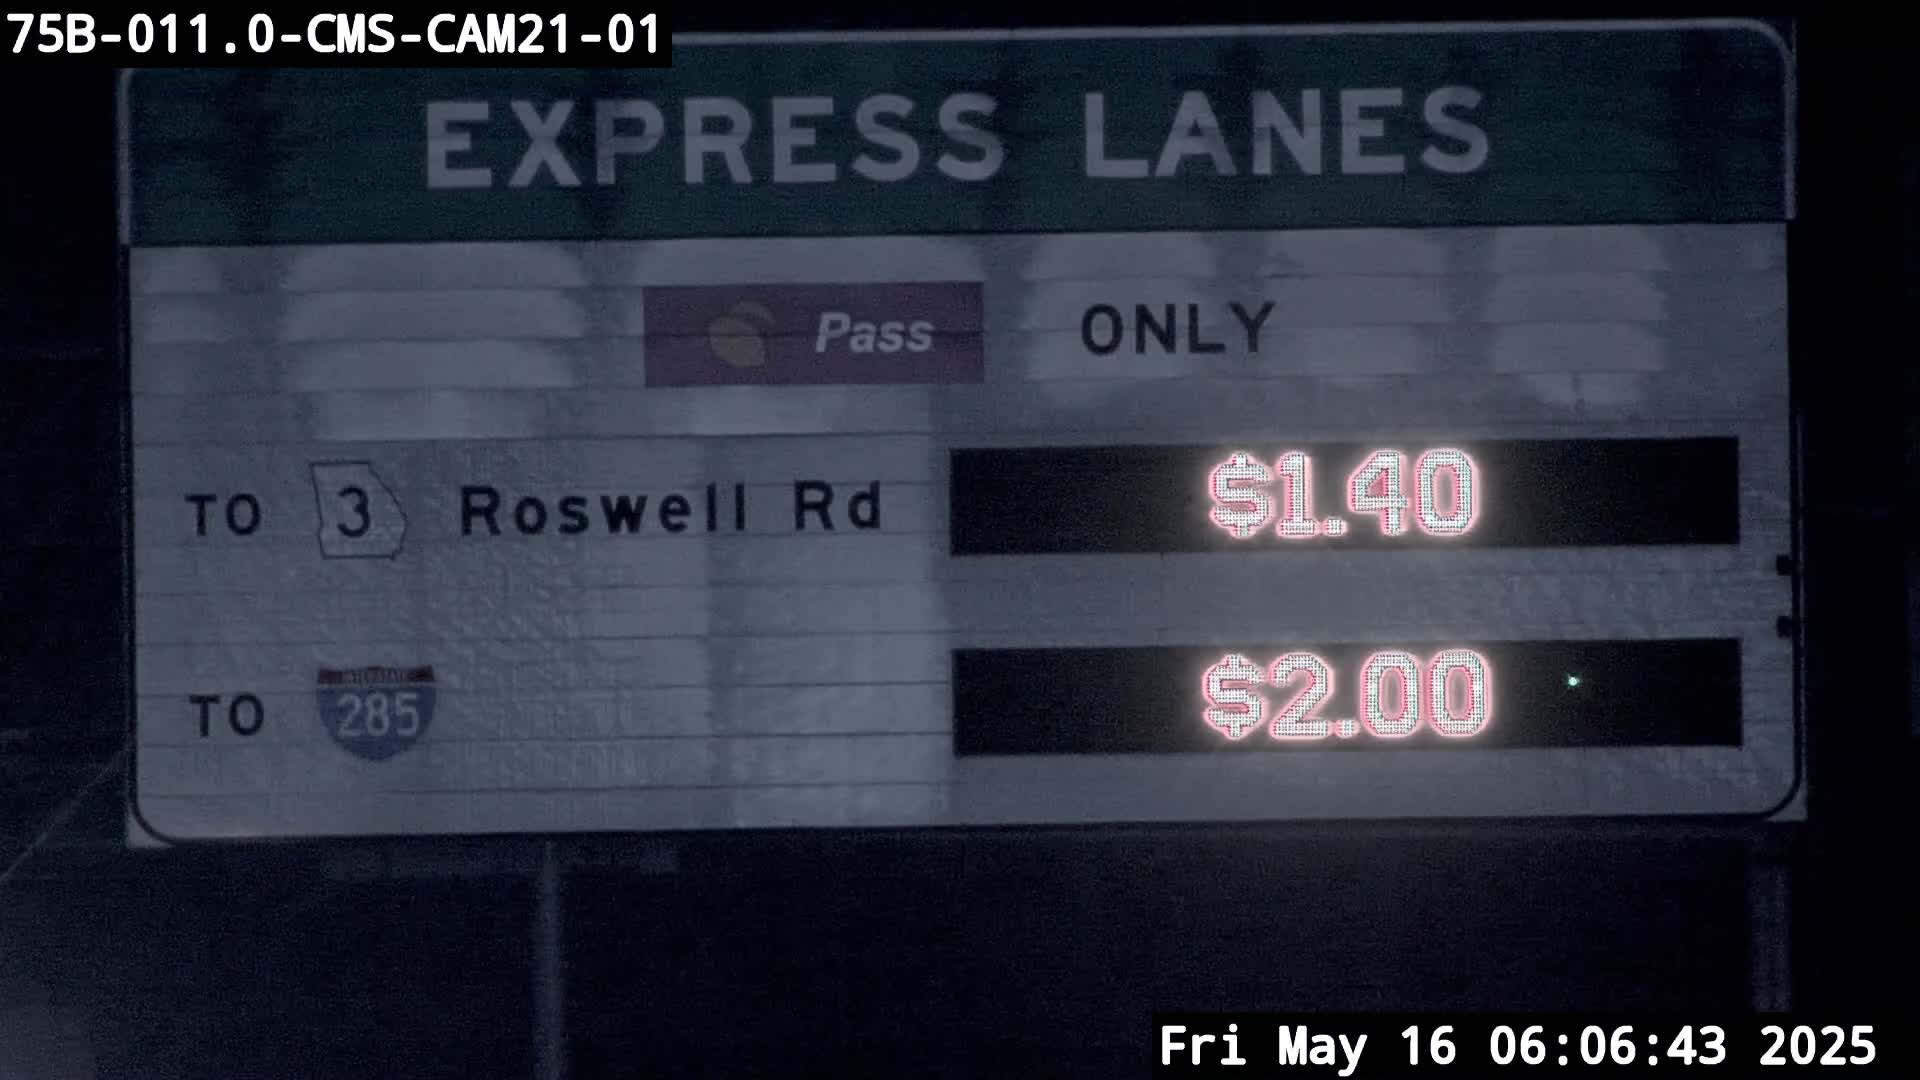 75B-011.0-CMS-CAM21-01
EXPRESS LANES
Pass ONLY
TO 3 Roswell Rd $1.40
TO 285 $2.00
Fri May 16 06:06:43 2025